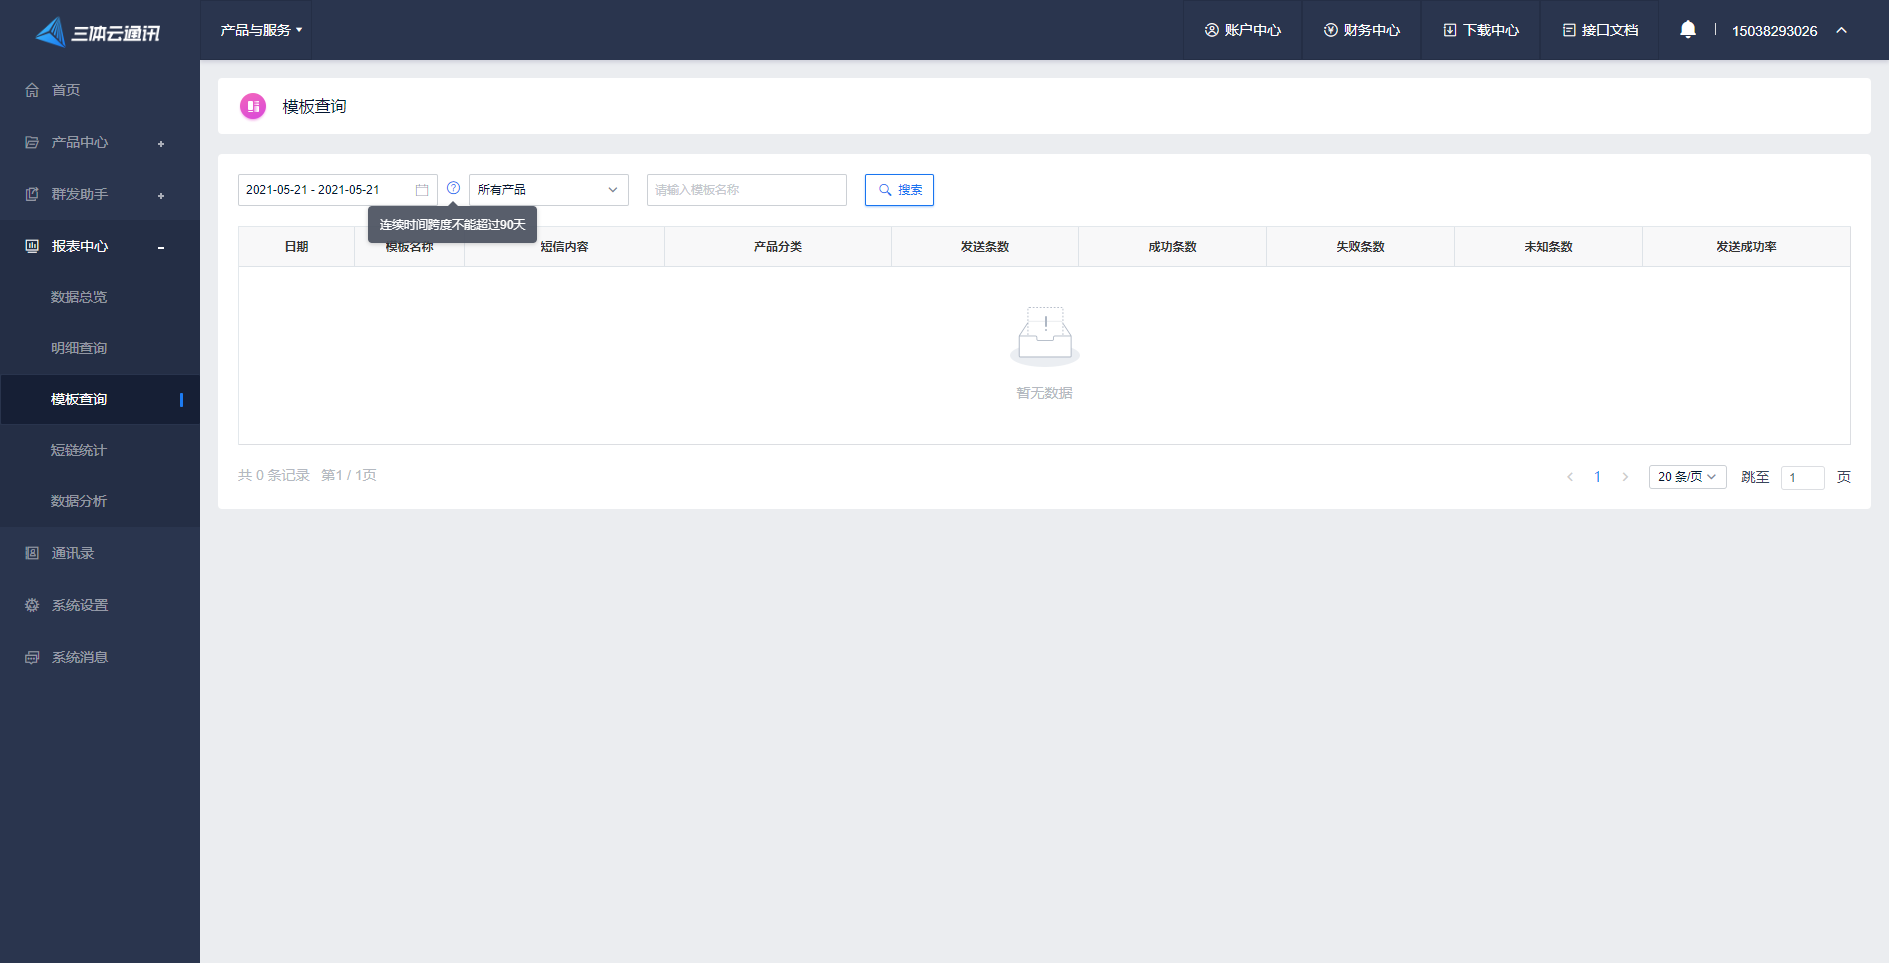 三体云通讯
产品与服务
账户中心
财务中心
下载中心
接口文档
15038293026
首页
产品中心 +
群发助手 +
报表中心 -
数据总览
明细查询
模板查询
短链统计
数据分析
通讯录
系统设置
系统消息
模板查询
2021-05-21 - 2021-05-21
所有产品
请输入模板名称
搜索
连续时间跨度不能超过90天
日期 模板名称 短信内容 产品分类 发送条数 成功条数 失败条数 未知条数 发送成功率
暂无数据
共 0 条记录 第1 / 1页
1
20 条/页
跳至 1 页